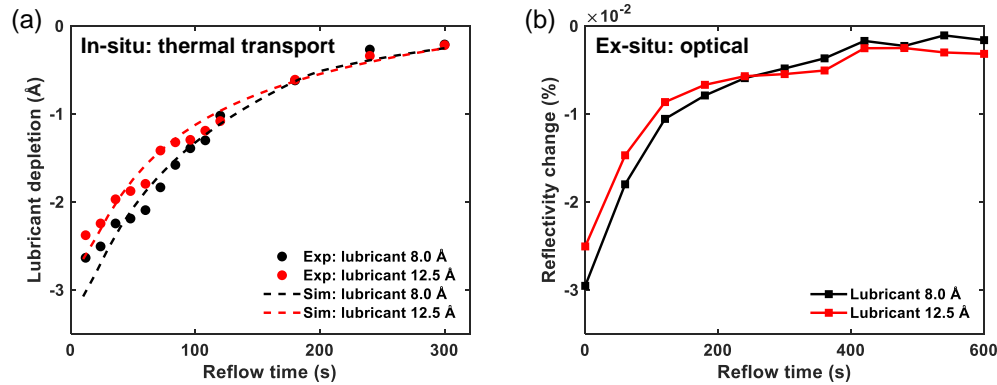 (a)
In-situ: thermal transport
0
-1
-2
-3
Lubricant depletion (Å)
Exp: lubricant 8.0 Å
Exp: lubricant 12.5 Å
Sim: lubricant 8.0 Å
Sim: lubricant 12.5 Å
0 100 200 300
Reflow time (s)
(b)
×10⁻²
Ex-situ: optical
0
-1
-2
-3
Reflectivity change (%)
Lubricant 8.0 Å
Lubricant 12.5 Å
0 200 400 600
Reflow time (s)